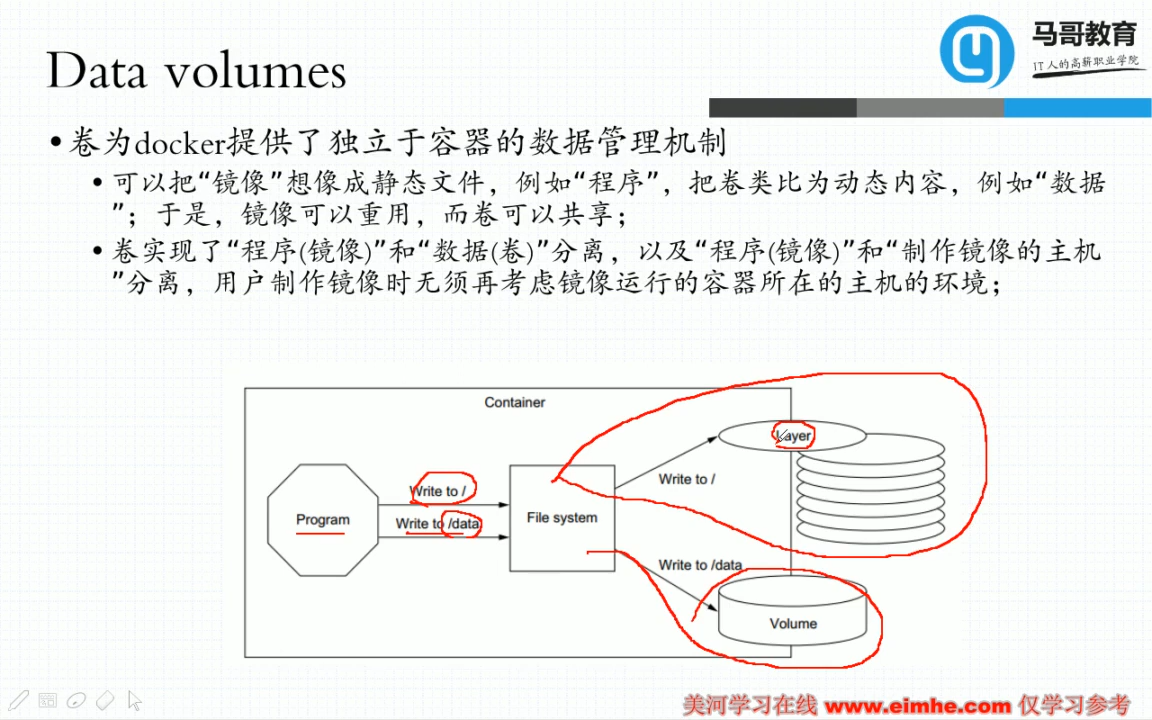 马哥教育
IT人的高薪职业学院
Data volumes
•卷为docker提供了独立于容器的数据管理机制
•可以把“镜像”想像成静态文件，例如“程序”，把卷类比为动态内容，例如“数据
”；于是，镜像可以重用，而卷可以共享；
•卷实现了“程序(镜像)”和“数据(卷)”分离，以及“程序(镜像)”和“制作镜像的主机
”分离，用户制作镜像时无须再考虑镜像运行的容器所在的主机的环境；
Container
Layer
Write to /
Write to /
Program
File system
Write to /data
Write to /data
Volume
美河学习在线 www.eimhe.com 仅学习参考